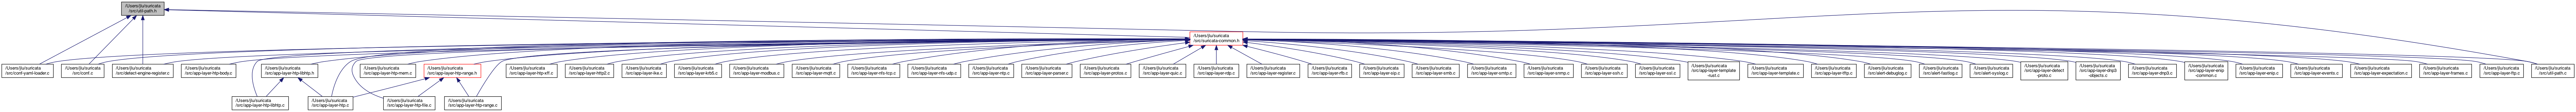 /Users/jlu/suricata
/src/util-path.h
/Users/jlu/suricata
/src/suricata-common.h
/Users/jlu/suricata
/src/conf-yaml-loader.c
/Users/jlu/suricata
/src/conf.c
/Users/jlu/suricata
/src/detect-engine-register.c
/Users/jlu/suricata
/src/app-layer-htp-body.c
/Users/jlu/suricata
/src/app-layer-htp-libhtp.h
/Users/jlu/suricata
/src/app-layer-htp-mem.c
/Users/jlu/suricata
/src/app-layer-htp-range.h
/Users/jlu/suricata
/src/app-layer-htp-xff.c
/Users/jlu/suricata
/src/app-layer-http2.c
/Users/jlu/suricata
/src/app-layer-ike.c
/Users/jlu/suricata
/src/app-layer-krb5.c
/Users/jlu/suricata
/src/app-layer-modbus.c
/Users/jlu/suricata
/src/app-layer-mqtt.c
/Users/jlu/suricata
/src/app-layer-nfs-tcp.c
/Users/jlu/suricata
/src/app-layer-nfs-udp.c
/Users/jlu/suricata
/src/app-layer-ntp.c
/Users/jlu/suricata
/src/app-layer-parser.c
/Users/jlu/suricata
/src/app-layer-protos.c
/Users/jlu/suricata
/src/app-layer-quic.c
/Users/jlu/suricata
/src/app-layer-rdp.c
/Users/jlu/suricata
/src/app-layer-register.c
/Users/jlu/suricata
/src/app-layer-rfb.c
/Users/jlu/suricata
/src/app-layer-sip.c
/Users/jlu/suricata
/src/app-layer-smb.c
/Users/jlu/suricata
/src/app-layer-smtp.c
/Users/jlu/suricata
/src/app-layer-snmp.c
/Users/jlu/suricata
/src/app-layer-ssh.c
/Users/jlu/suricata
/src/app-layer-ssl.c
/Users/jlu/suricata
/src/app-layer-template
-rust.c
/Users/jlu/suricata
/src/app-layer-template.c
/Users/jlu/suricata
/src/app-layer-tftp.c
/Users/jlu/suricata
/src/alert-debuglog.c
/Users/jlu/suricata
/src/alert-fastlog.c
/Users/jlu/suricata
/src/alert-syslog.c
/Users/jlu/suricata
/src/app-layer-detect
-proto.c
/Users/jlu/suricata
/src/app-layer-dnp3
-objects.c
/Users/jlu/suricata
/src/app-layer-dnp3.c
/Users/jlu/suricata
/src/app-layer-enip
-common.c
/Users/jlu/suricata
/src/app-layer-enip.c
/Users/jlu/suricata
/src/app-layer-events.c
/Users/jlu/suricata
/src/app-layer-expectation.c
/Users/jlu/suricata
/src/app-layer-frames.c
/Users/jlu/suricata
/src/app-layer-ftp.c
/Users/jlu/suricata
/src/util-path.c
/Users/jlu/suricata
/src/app-layer-htp-libhtp.c
/Users/jlu/suricata
/src/app-layer-htp.c
/Users/jlu/suricata
/src/app-layer-htp-file.c
/Users/jlu/suricata
/src/app-layer-htp-range.c